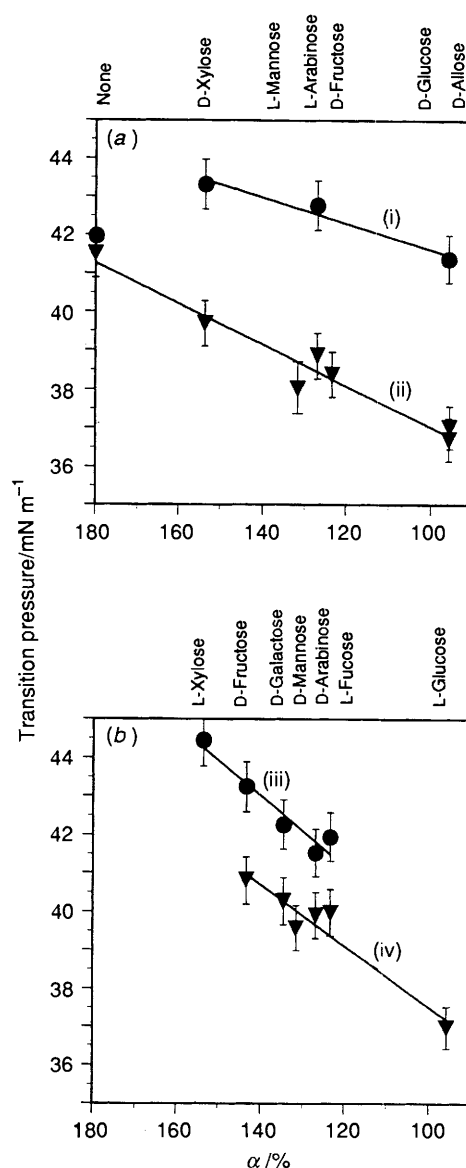 None
D-Xylose
L-Mannose
L-Arabinose
D-Fructose
D-Glucose
D-Allose
(a)
44
42
40
38
36
(i)
(ii)
180
160
140
120
100
Transition pressure/mN m⁻¹
L-Xylose
D-Fructose
D-Galactose
D-Mannose
D-Arabinose
L-Fucose
L-Glucose
(b)
44
42
40
38
36
(iii)
(iv)
180
160
140
120
100
α/%